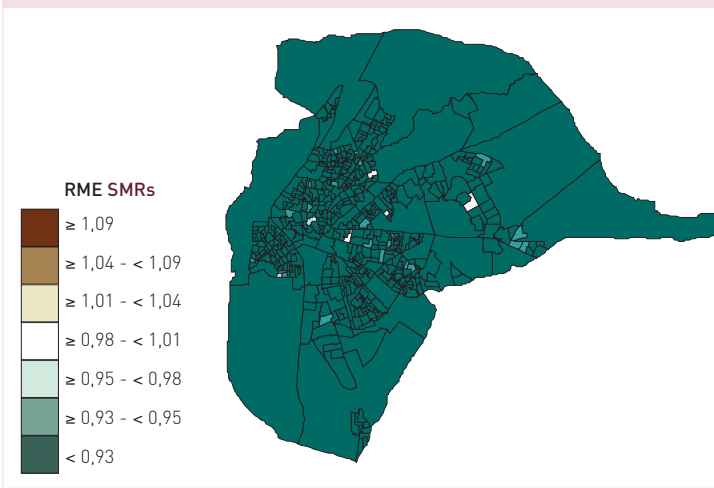 RME SMRs
≥ 1,09
≥ 1,04 - < 1,09
≥ 1,01 - < 1,04
≥ 0,98 - < 1,01
≥ 0,95 - < 0,98
≥ 0,93 - < 0,95
< 0,93